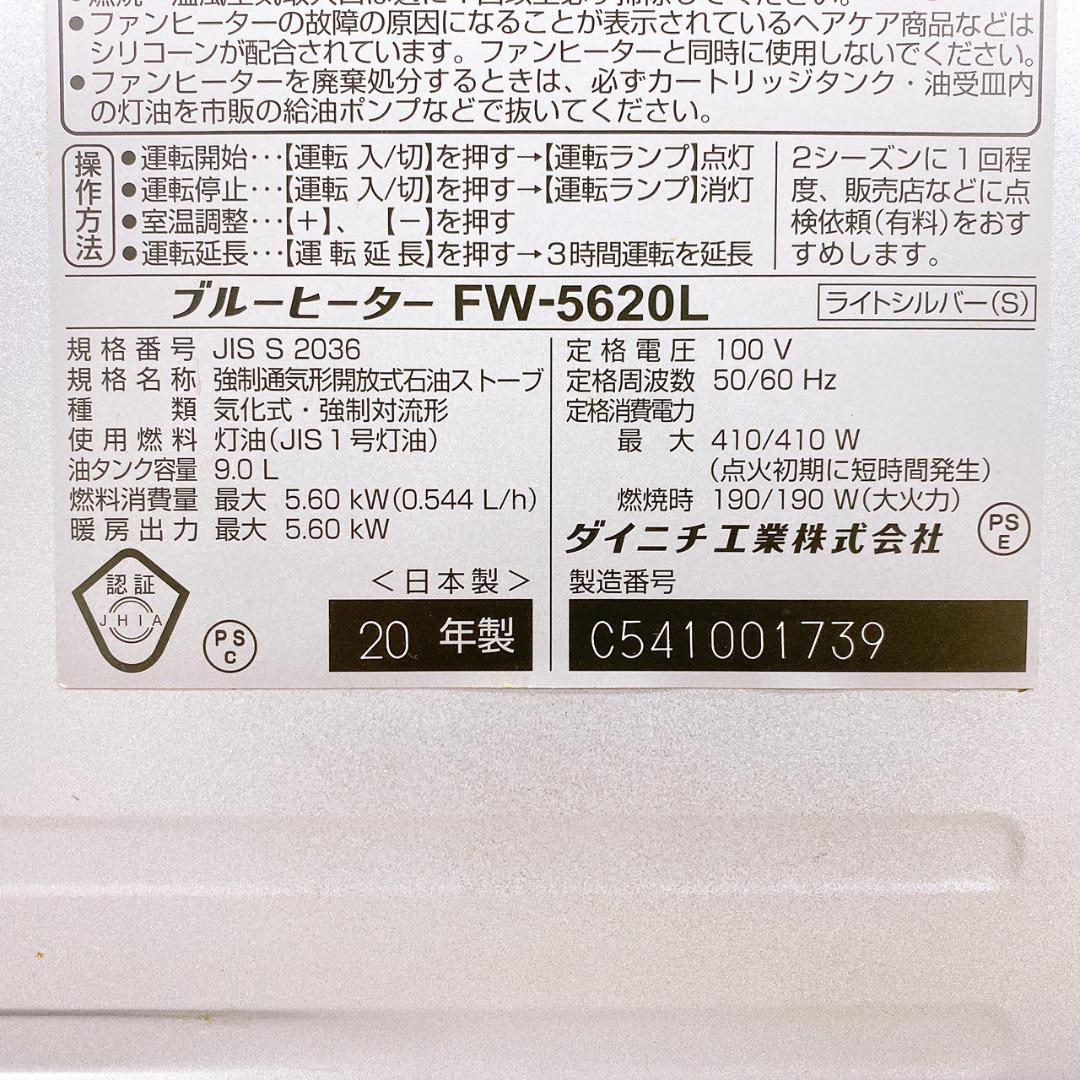 ●ファンヒーターの故障の原因になることが表示されているヘアケア商品などは
シリコーンが配合されています。ファンヒーターと同時に使用しないでください。
●ファンヒーターを廃棄処分するときは、必ずカートリッジタンク・油受皿内
の灯油を市販の給油ポンプなどで抜いてください。
操作方法
●運転開始･･･【運転 入/切】を押す→【運転ランプ】点灯
●運転停止･･･【運転 入/切】を押す→【運転ランプ】消灯
●室温調整･･･【＋】、【－】を押す
●運転延長･･･【運転延長】を押す→3時間運転を延長
2シーズンに1回程
度、販売店などに点
検依頼(有料)をおす
すめします。
ブルーヒーター FW-5620L
ライトシルバー(S)
規格番号 JIS S 2036
規格名称 強制通気形開放式石油ストーブ
種類 気化式・強制対流形
使用燃料 灯油(JIS1号灯油)
油タンク容量 9.0 L
燃料消費量 最大 5.60 kW(0.544 L/h)
暖房出力 最大 5.60 kW
定格電圧 100 V
定格周波数 50/60 Hz
定格消費電力
最大 410/410 W
(点火初期に短時間発生)
燃焼時 190/190 W(大火力)
ダイニチ工業株式会社
PS
E
認証
JHIA
PS
C
＜日本製＞
20 年製
製造番号
C541001739